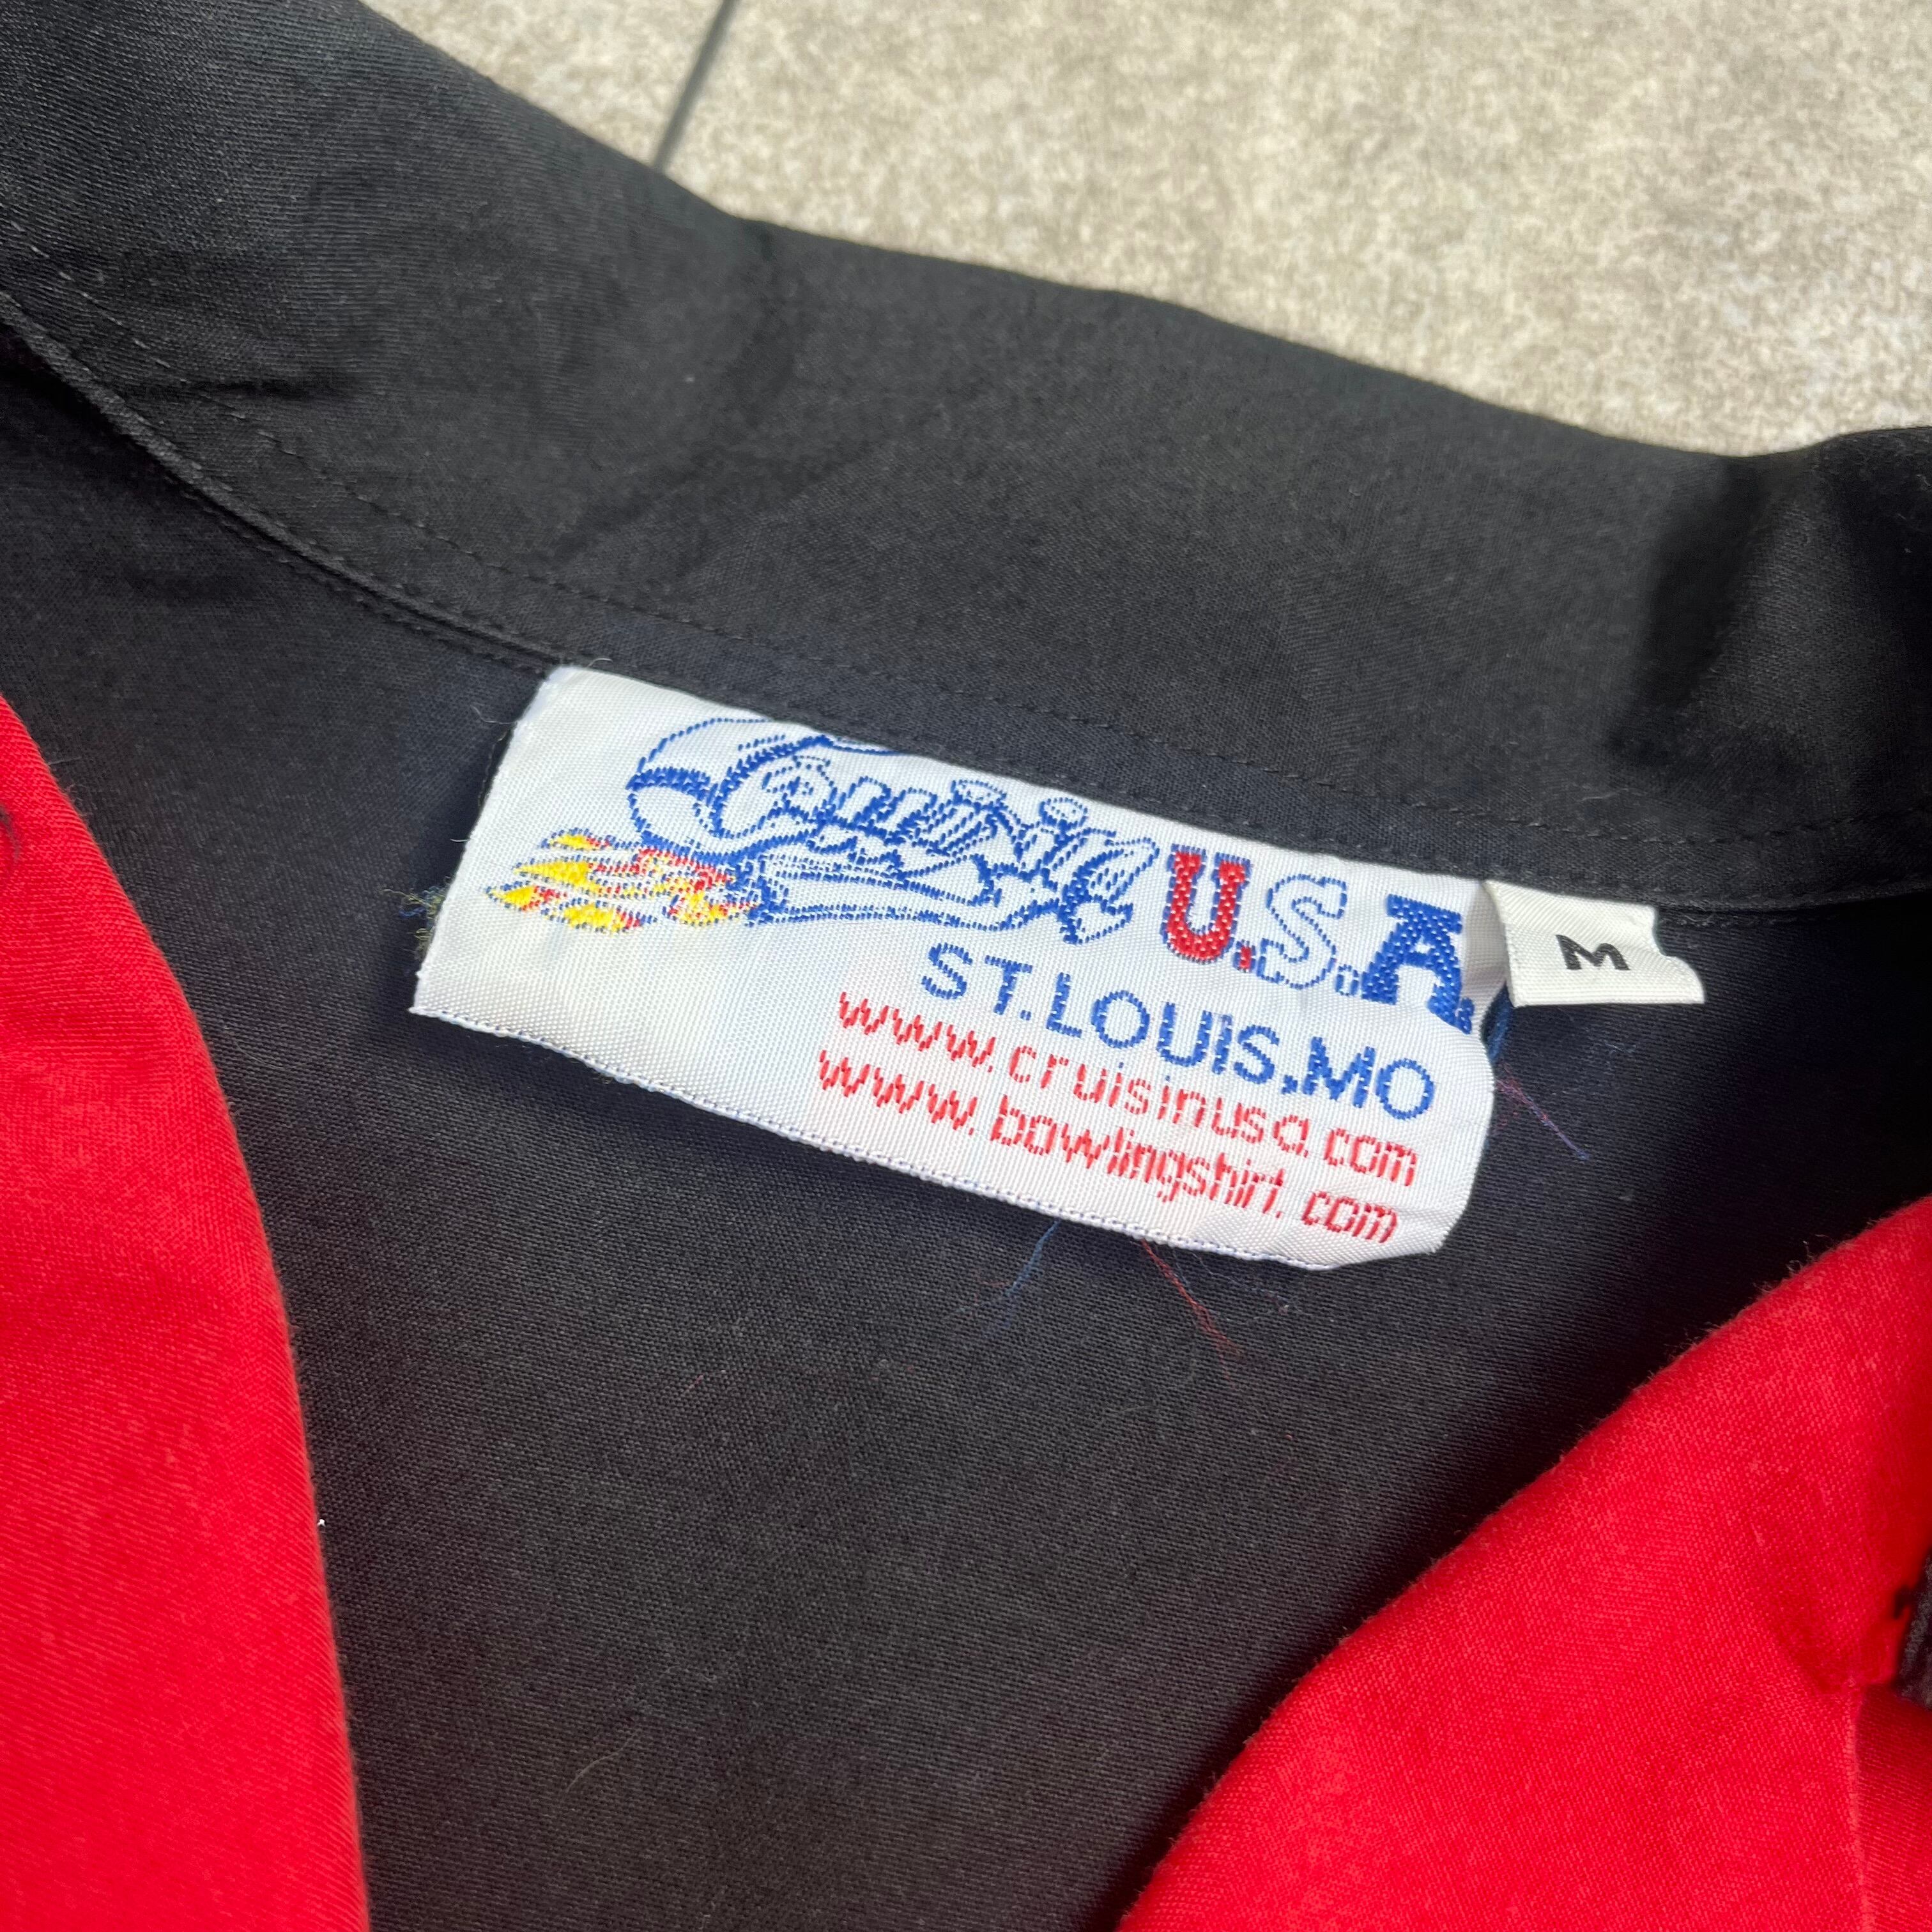 Cruisin U.S.A.
M
ST.LOUIS,MO
www.cruisinusa.com
www.bowlingshirt.com